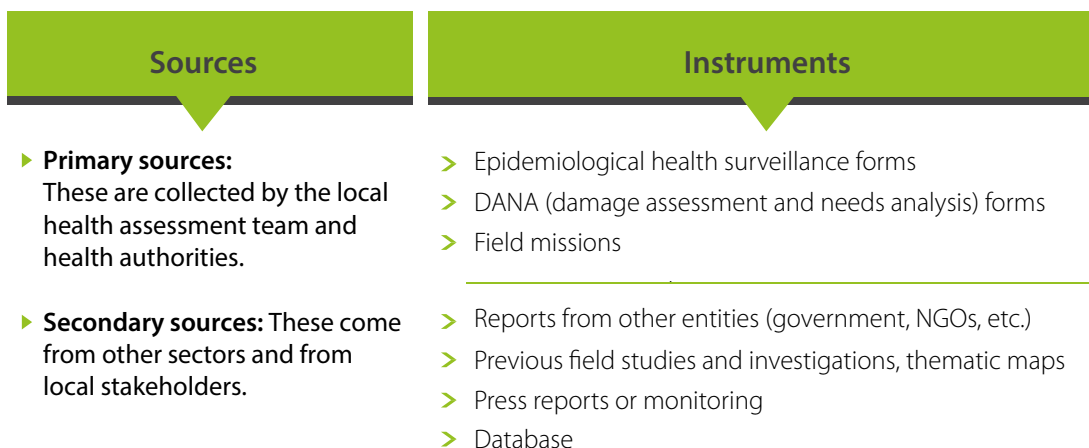 Sources
Instruments
Primary sources:
These are collected by the local
health assessment team and
health authorities.
Epidemiological health surveillance forms
DANA (damage assessment and needs analysis) forms
Field missions
Secondary sources: These come
from other sectors and from
local stakeholders.
Reports from other entities (government, NGOs, etc.)
Previous field studies and investigations, thematic maps
Press reports or monitoring
Database